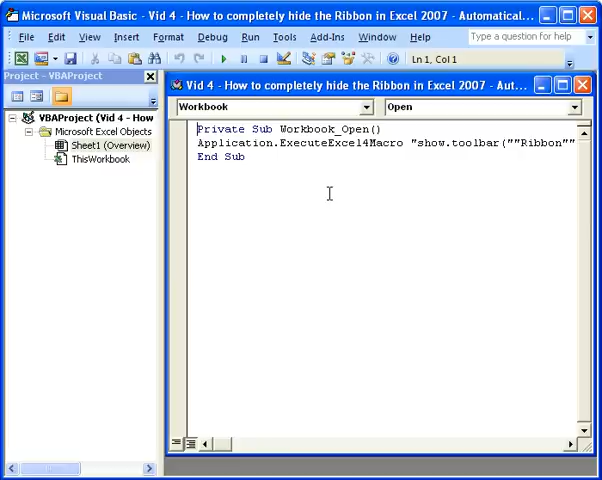 Microsoft Visual Basic - Vid 4 - How to completely hide the Ribbon in Excel 2007 - Automatical...
File Edit View Insert Format Debug Run Tools Add-Ins Window Help Type a question for help
Ln 1, Col 1
Project - VBAProject
VBAProject (Vid 4 - How
Microsoft Excel Objects
Sheet1 (Overview)
ThisWorkbook
Vid 4 - How to completely hide the Ribbon in Excel 2007 - Aut...
Workbook Open
Private Sub Workbook_Open()
Application.ExecuteExcel4Macro "show.toolbar(""Ribbon""
End Sub